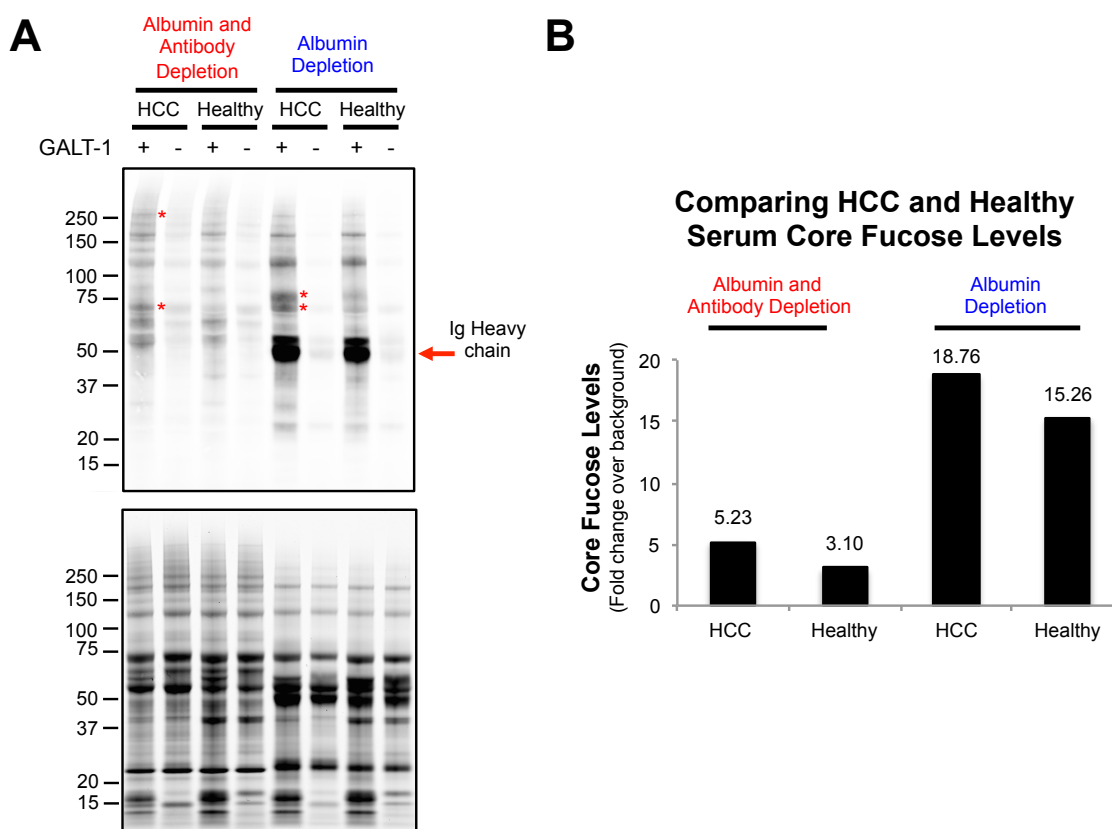 A
Albumin and
Antibody
Depletion
Albumin
Depletion
HCC Healthy HCC Healthy
GALT-1 + - + - + - + -
250
150
100
75
50
37
20
15
*
*
*
*
Ig Heavy
chain
250
150
100
75
50
37
20
15
B
Comparing HCC and Healthy
Serum Core Fucose Levels
Albumin and
Antibody Depletion
Albumin
Depletion
Core Fucose Levels
(Fold change over background)
20
15
10
5
0
5.23
3.10
18.76
15.26
HCC Healthy HCC Healthy